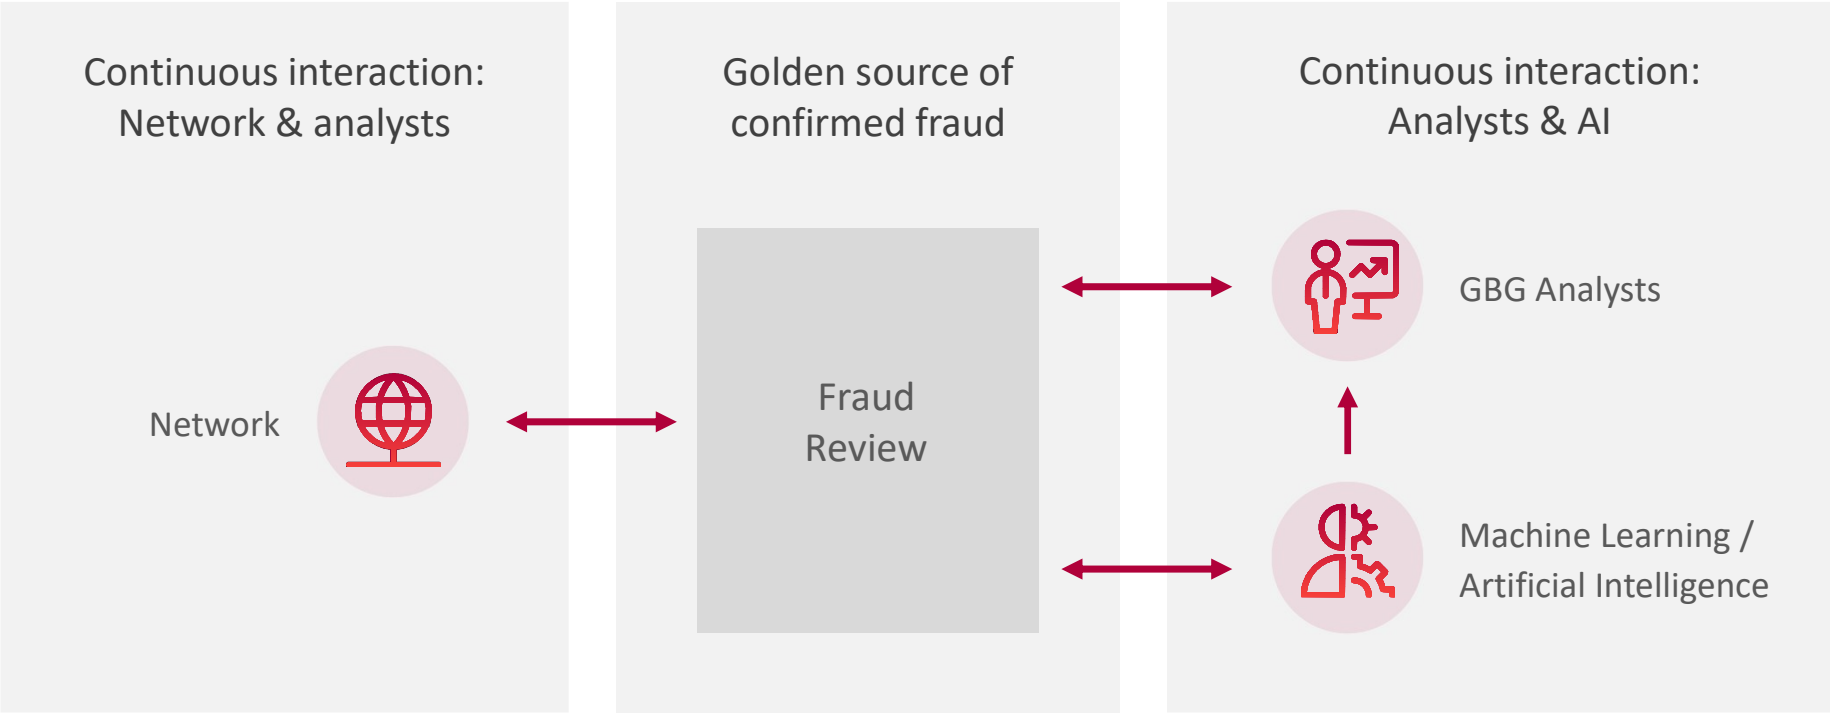 Continuous interaction:
Network & analysts
Network
Golden source of
confirmed fraud
Fraud
Review
Continuous interaction:
Analysts & AI
GBG Analysts
Machine Learning /
Artificial Intelligence